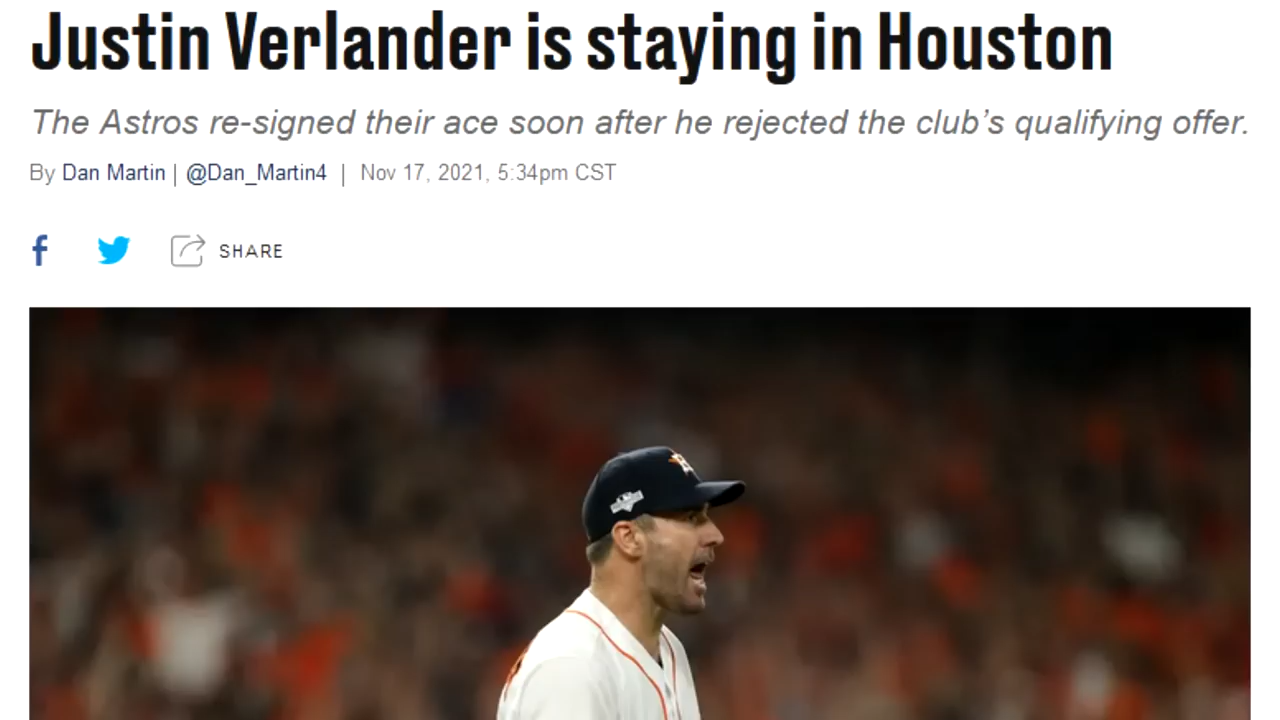 Justin Verlander is staying in Houston
The Astros re-signed their ace soon after he rejected the club’s qualifying offer.
By Dan Martin | @Dan_Martin4 | Nov 17, 2021, 5:34pm CST
SHARE